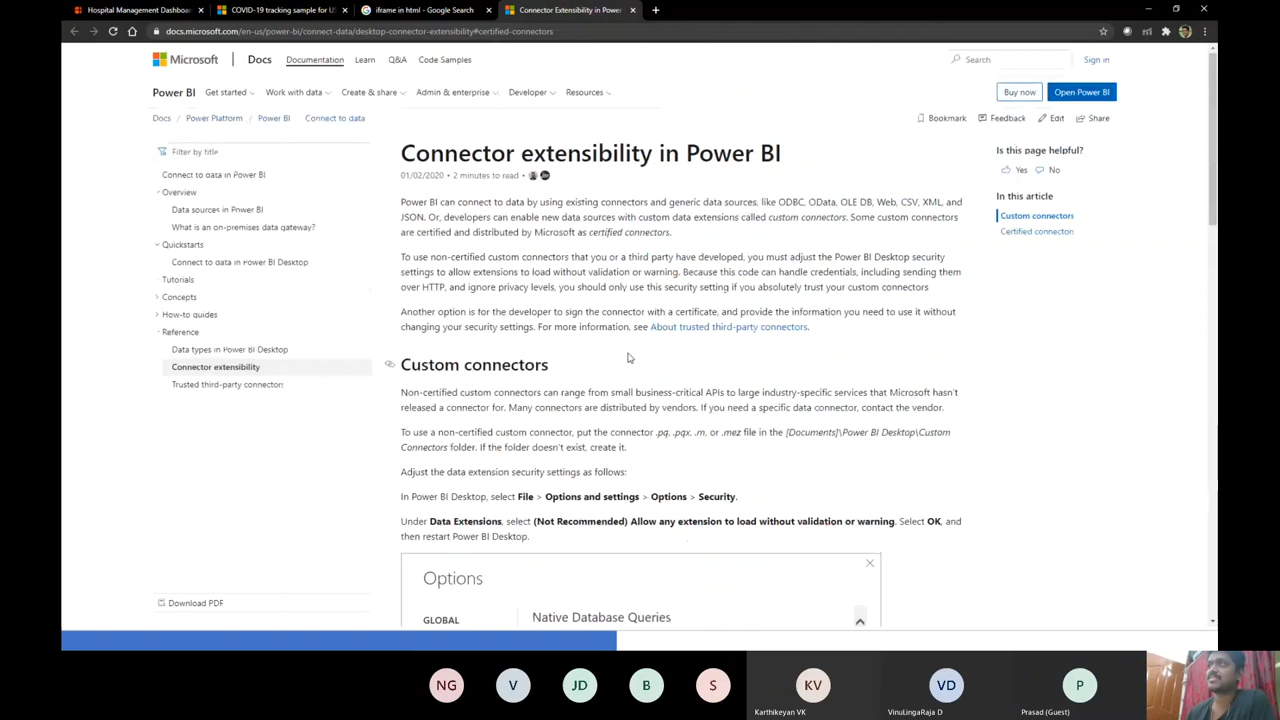 Hospital Management Dashboar
COVID-19 tracking sample for US
iframe in html - Google Search
Connector Extensibility in Power
docs.microsoft.com/en-us/power-bi/connect-data/desktop-connector-extensibility#certified-connectors
Microsoft
Docs
Documentation
Learn
Q&A
Code Samples
Search
Sign in
Power BI
Get started
Work with data
Create & share
Admin & enterprise
Developer
Resources
Buy now
Open Power BI
Docs / Power Platform / Power BI / Connect to data
Bookmark
Feedback
Edit
Share
Filter by title
Connect to data in Power BI
Overview
Data sources in Power BI
What is an on-premises data gateway?
Quickstarts
Connect to data in Power BI Desktop
Tutorials
Concepts
How-to guides
Reference
Data types in Power BI Desktop
Connector extensibility
Trusted third-party connectors
Download PDF
Connector extensibility in Power BI
01/02/2020 • 2 minutes to read •
Power BI can connect to data by using existing connectors and generic data sources, like ODBC, OData, OLE DB, Web, CSV, XML, and
JSON. Or, developers can enable new data sources with custom data extensions called custom connectors. Some custom connectors
are certified and distributed by Microsoft as certified connectors.
To use non-certified custom connectors that you or a third party have developed, you must adjust the Power BI Desktop security
settings to allow extensions to load without validation or warning. Because this code can handle credentials, including sending them
over HTTP, and ignore privacy levels, you should only use this security setting if you absolutely trust your custom connectors
Another option is for the developer to sign the connector with a certificate, and provide the information you need to use it without
changing your security settings. For more information, see About trusted third-party connectors.
Custom connectors
Non-certified custom connectors can range from small business-critical APIs to large industry-specific services that Microsoft hasn't
released a connector for. Many connectors are distributed by vendors. If you need a specific data connector, contact the vendor.
To use a non-certified custom connector, put the connector .pq, .pqx, .m, or .mez file in the [Documents]\Power BI Desktop\Custom
Connectors folder. If the folder doesn't exist, create it.
Adjust the data extension security settings as follows:
In Power BI Desktop, select File > Options and settings > Options > Security.
Under Data Extensions, select (Not Recommended) Allow any extension to load without validation or warning. Select OK, and
then restart Power BI Desktop.
Options
GLOBAL
Native Database Queries
Is this page helpful?
Yes
No
In this article
Custom connectors
Certified connectors
NG
V
JD
B
S
KV
VD
P
Karthikeyan VK
VinuLingaRaja D
Prasad (Guest)